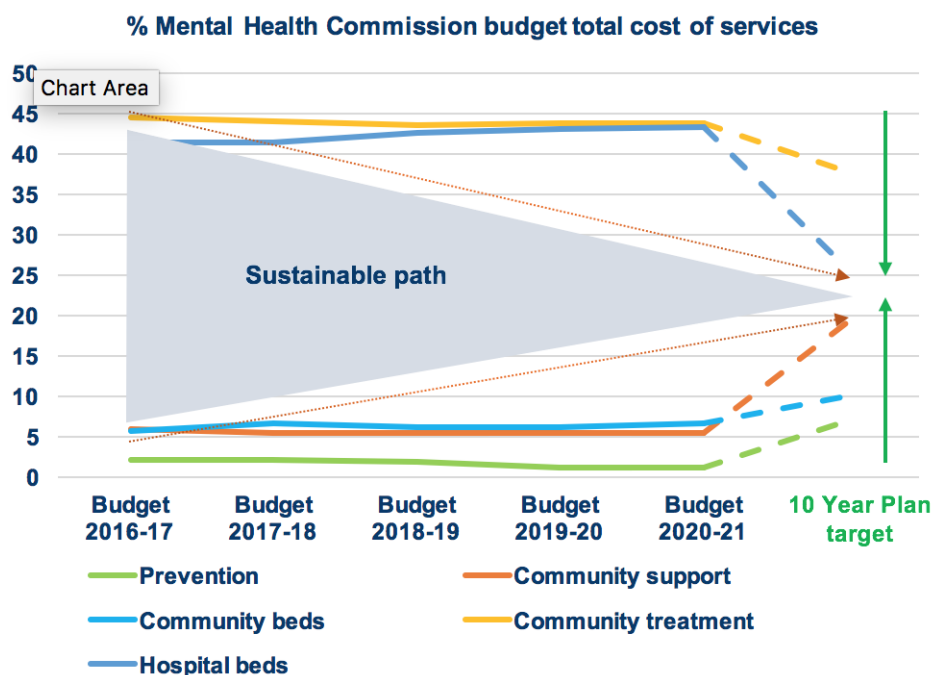 % Mental Health Commission budget total cost of services
50
Chart Area
45
40
35
30
25
20
15
10
5
0
Sustainable path
Budget 2016-17
Budget 2017-18
Budget 2018-19
Budget 2019-20
Budget 2020-21
10 Year Plan target
Prevention
Community support
Community beds
Community treatment
Hospital beds